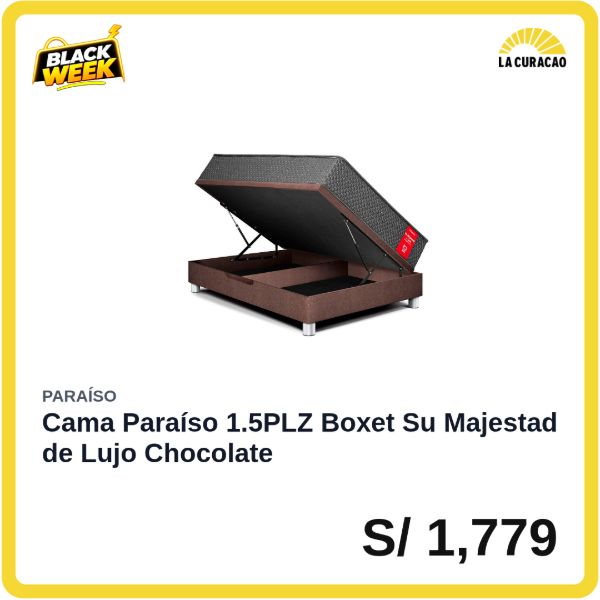 BLACK
WEEK
LA CURACAO
PARAÍSO
Cama Paraíso 1.5PLZ Boxet Su Majestad
de Lujo Chocolate
S/ 1,779